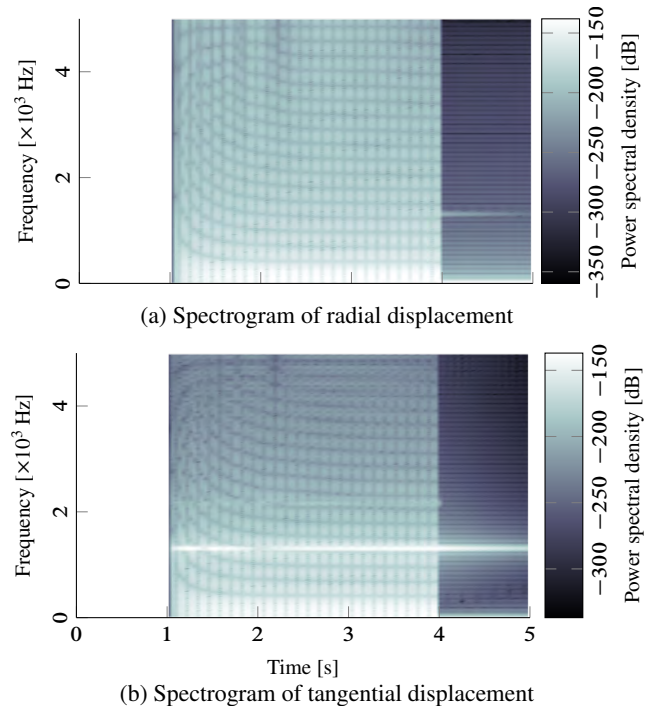 Frequency [×10³ Hz]
4
2
0
−150
−200
−250
−300
−350
Power spectral density [dB]
(a) Spectrogram of radial displacement
Frequency [×10³ Hz]
4
2
0
0 1 2 3 4 5
Time [s]
−150
−200
−250
−300
Power spectral density [dB]
(b) Spectrogram of tangential displacement